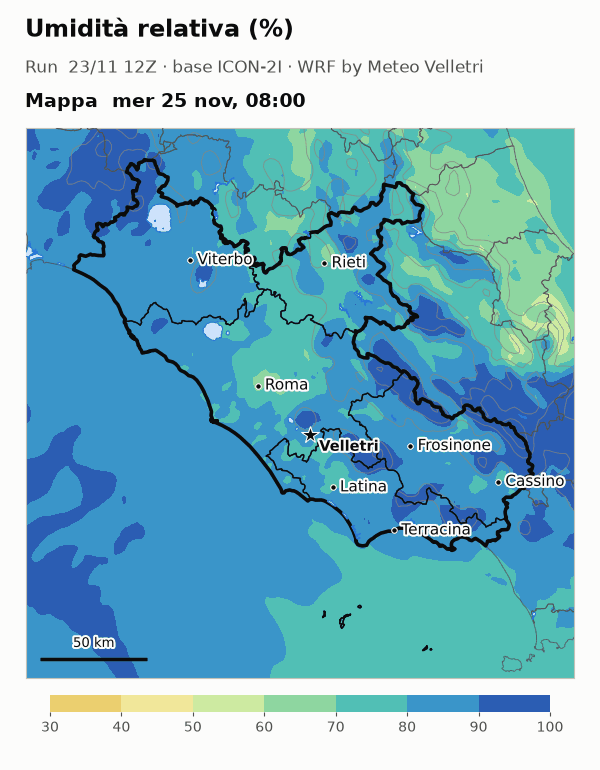 Umidità relativa (%)
Run  23/11 12Z · base ICON-2I · WRF by Meteo Velletri
Mappa  mer 25 nov, 08:00
Viterbo
Rieti
Roma
Velletri
Frosinone
Cassino
Latina
Terracina
50 km
30 40 50 60 70 80 90 100